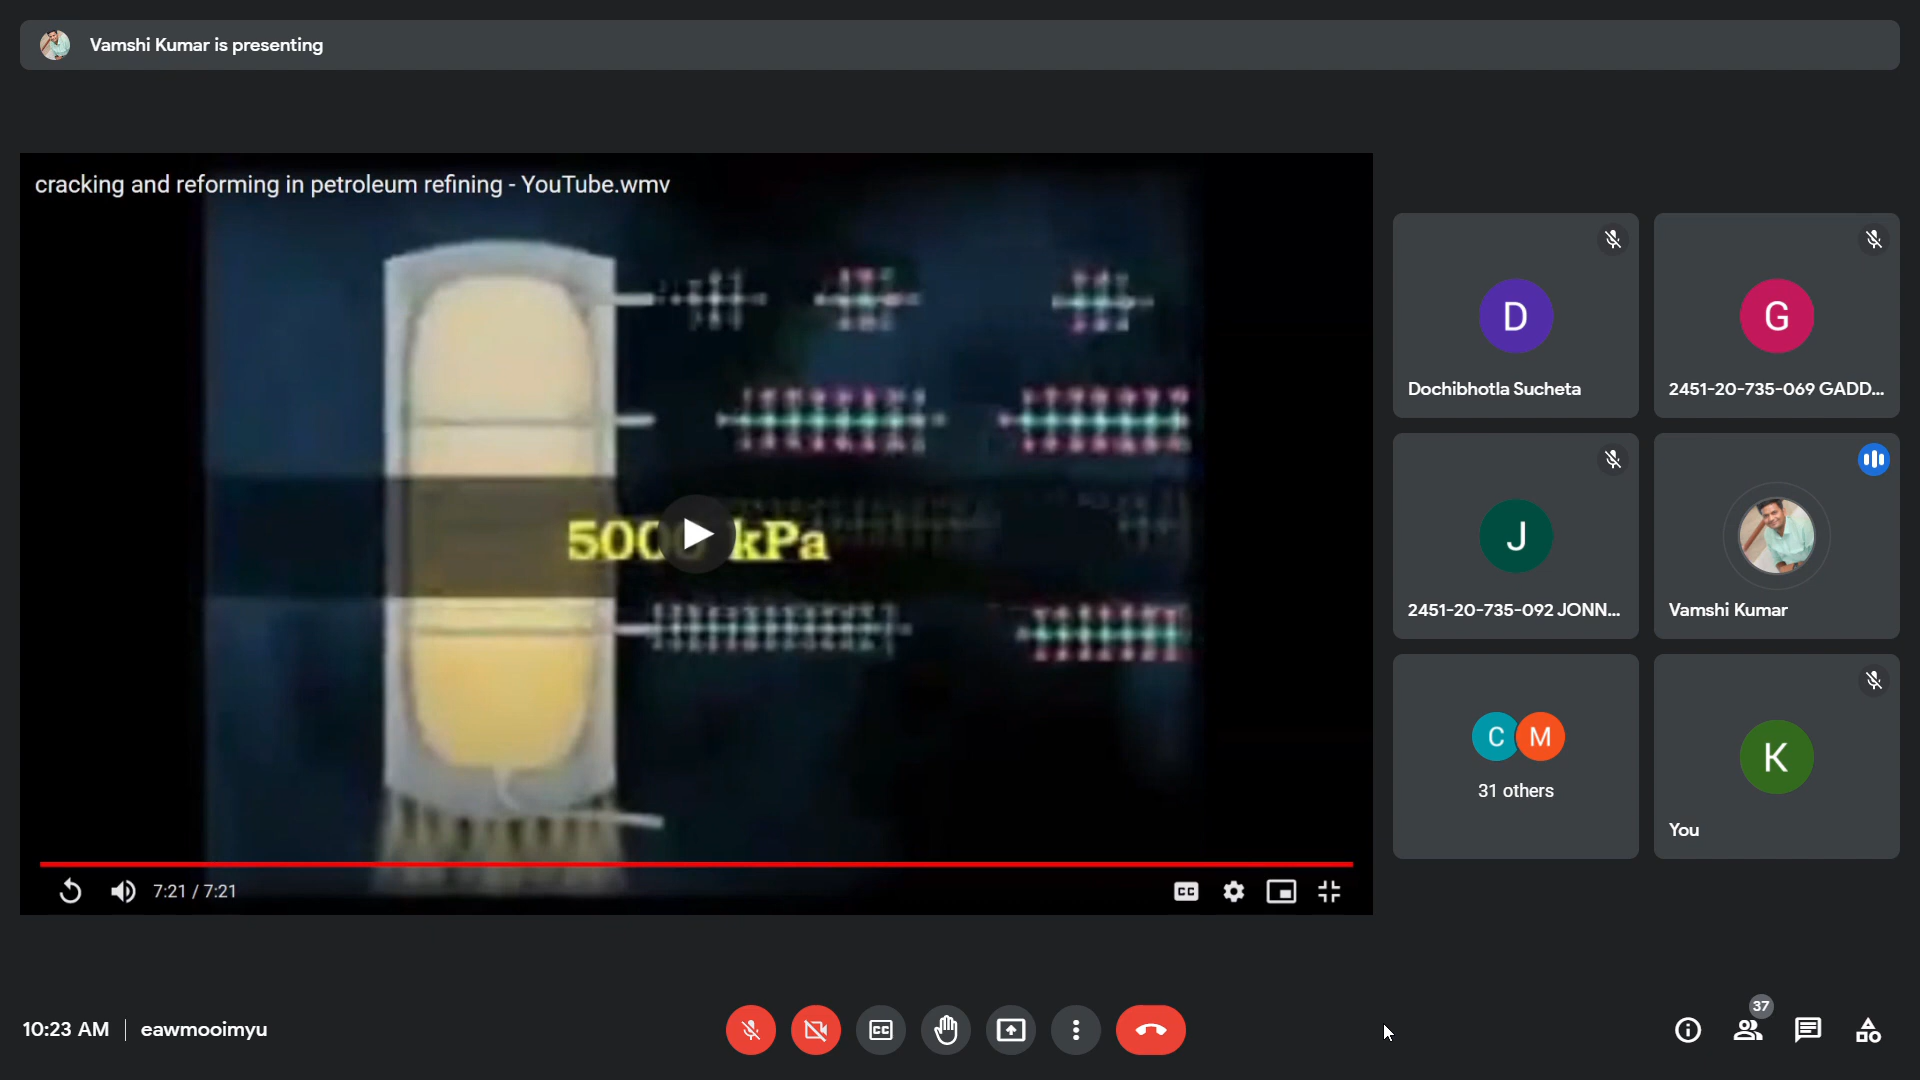 Vamshi Kumar is presenting
cracking and reforming in petroleum refining - YouTube.wmv
kPa
7:21 / 7:21
D
Dochibhotla Sucheta
G
2451-20-735-069 GADD...
J
2451-20-735-092 JONN...
Vamshi Kumar
C M
31 others
K
You
10:23 AM
eawmooimyu
CC
CC
37